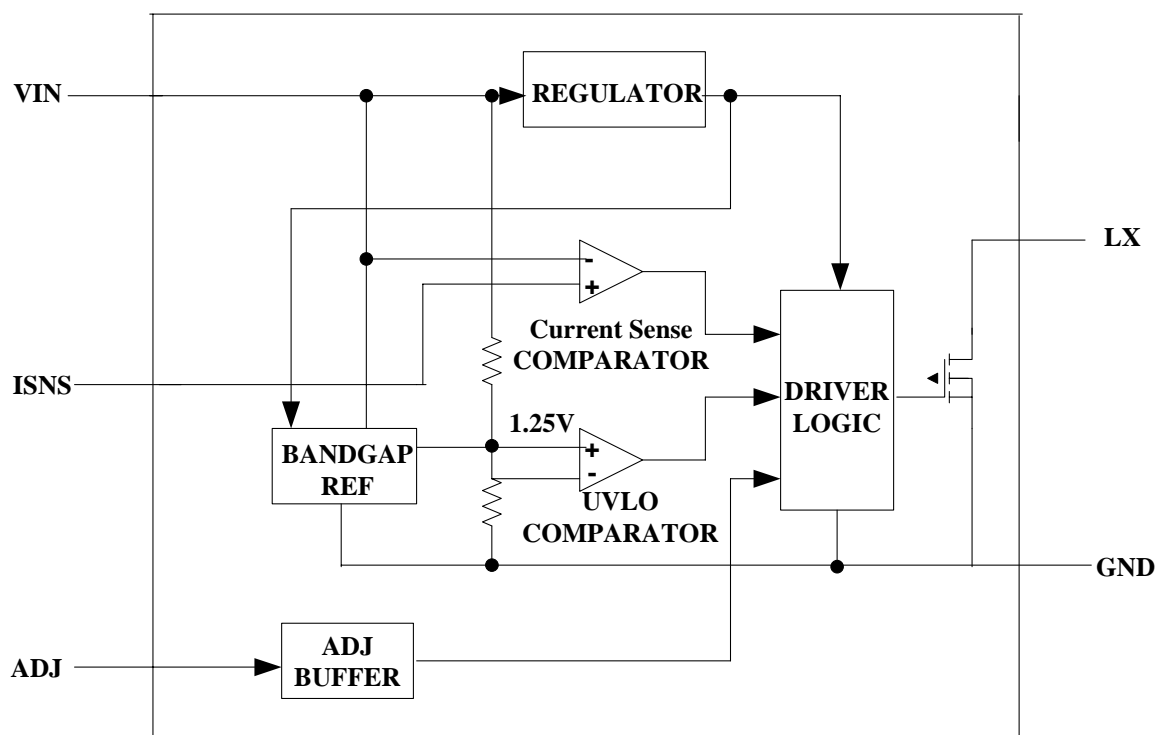 VIN
REGULATOR
LX
-
+
Current Sense
COMPARATOR
ISNS
DRIVER
LOGIC
1.25V
BANDGAP
REF
+
-
UVLO
COMPARATOR
GND
ADJ
ADJ
BUFFER